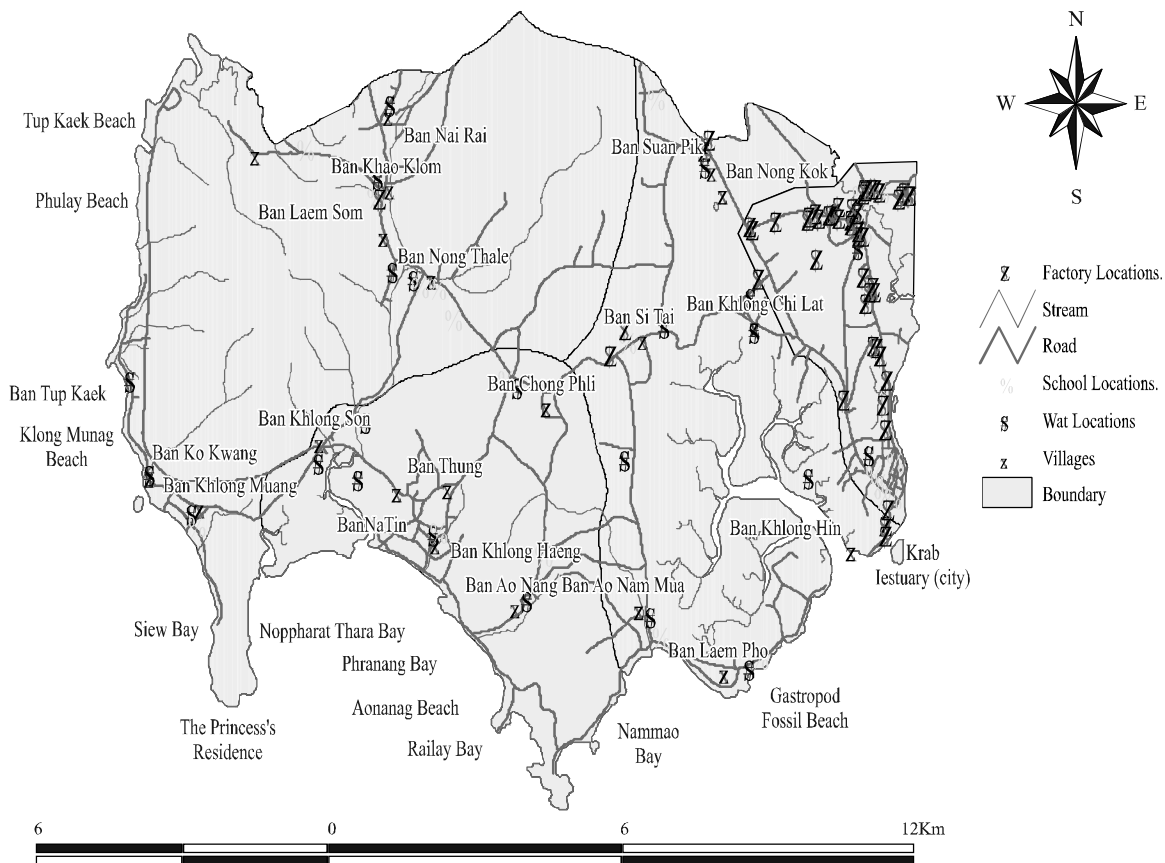 N
W
E
S
Tup Kaek Beach
Phulay Beach
Ban Tup Kaek
Klong Munag
Beach
Ban Nai Rai
Ban Khao Klom
Ban Laem Som
Ban Nong Thale
Ban Suan Pik
Ban Nong Kok
Ban Khlong Chi Lat
Ban Si Tai
Ban Chong Phli
Ban Khlong Son
Ban Ko Kwang
Ban Khlong Muang
Ban Thung
BanNaTin
Ban Khlong Haeng
Ban Ao Nang
Ban Ao Nam Mua
Ban Khlong Hin
Ban Laem Pho
Krab
Iestuary (city)
Siew Bay
Noppharat Thara Bay
Phranang Bay
Aonanag Beach
Railay Bay
The Princess's
Residence
Nammao
Bay
Gastropod
Fossil Beach
Factory Locations.
Stream
Road
% School Locations.
Wat Locations
Villages
Boundary
6
0
6
12Km